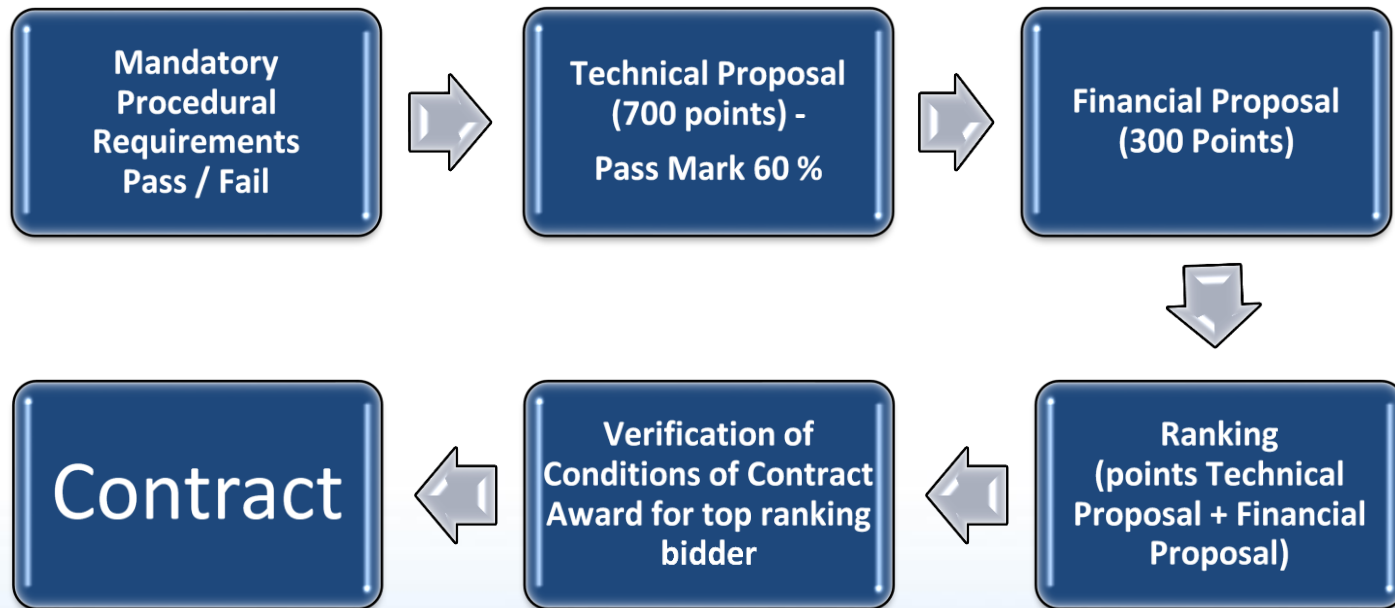 Mandatory
Procedural
Requirements
Pass / Fail
Technical Proposal
(700 points) -
Pass Mark 60 %
Financial Proposal
(300 Points)
Ranking
(points Technical
Proposal + Financial
Proposal)
Verification of
Conditions of Contract
Award for top ranking
bidder
Contract